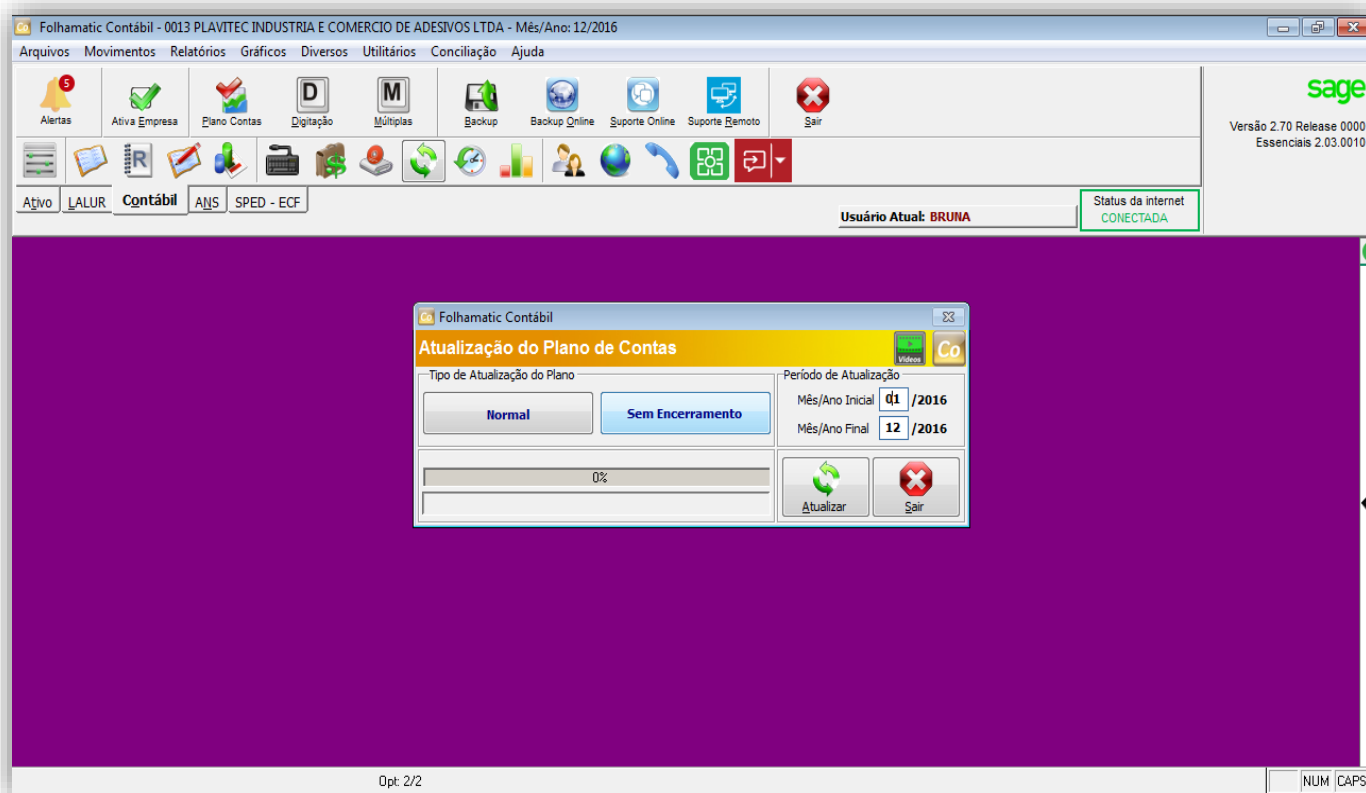 Folhamatic Contábil - 0013 PLAVITEC INDUSTRIA E COMERCIO DE ADESIVOS LTDA - Mês/Ano: 12/2016
Arquivos Movimentos Relatórios Gráficos Diversos Utilitários Conciliação Ajuda
5
D M
Alertas Ativa Empresa Plano Contas Digitação Múltiplas Backup Backup Online Suporte Online Suporte Remoto Sair
sage
Versão 2.70 Release 0000
Essenciais 2.03.0010
R
Ativo LALUR Contábil ANS SPED - ECF
Usuário Atual: BRUNA
Status da internet
CONECTADA
Co Folhamatic Contábil
Atualização do Plano de Contas
Vídeos Co
Tipo de Atualização do Plano
Normal Sem Encerramento
Período de Atualização
Mês/Ano Inicial 01 /2016
Mês/Ano Final 12 /2016
0%
Atualizar Sair
Opt: 2/2
NUM CAPS